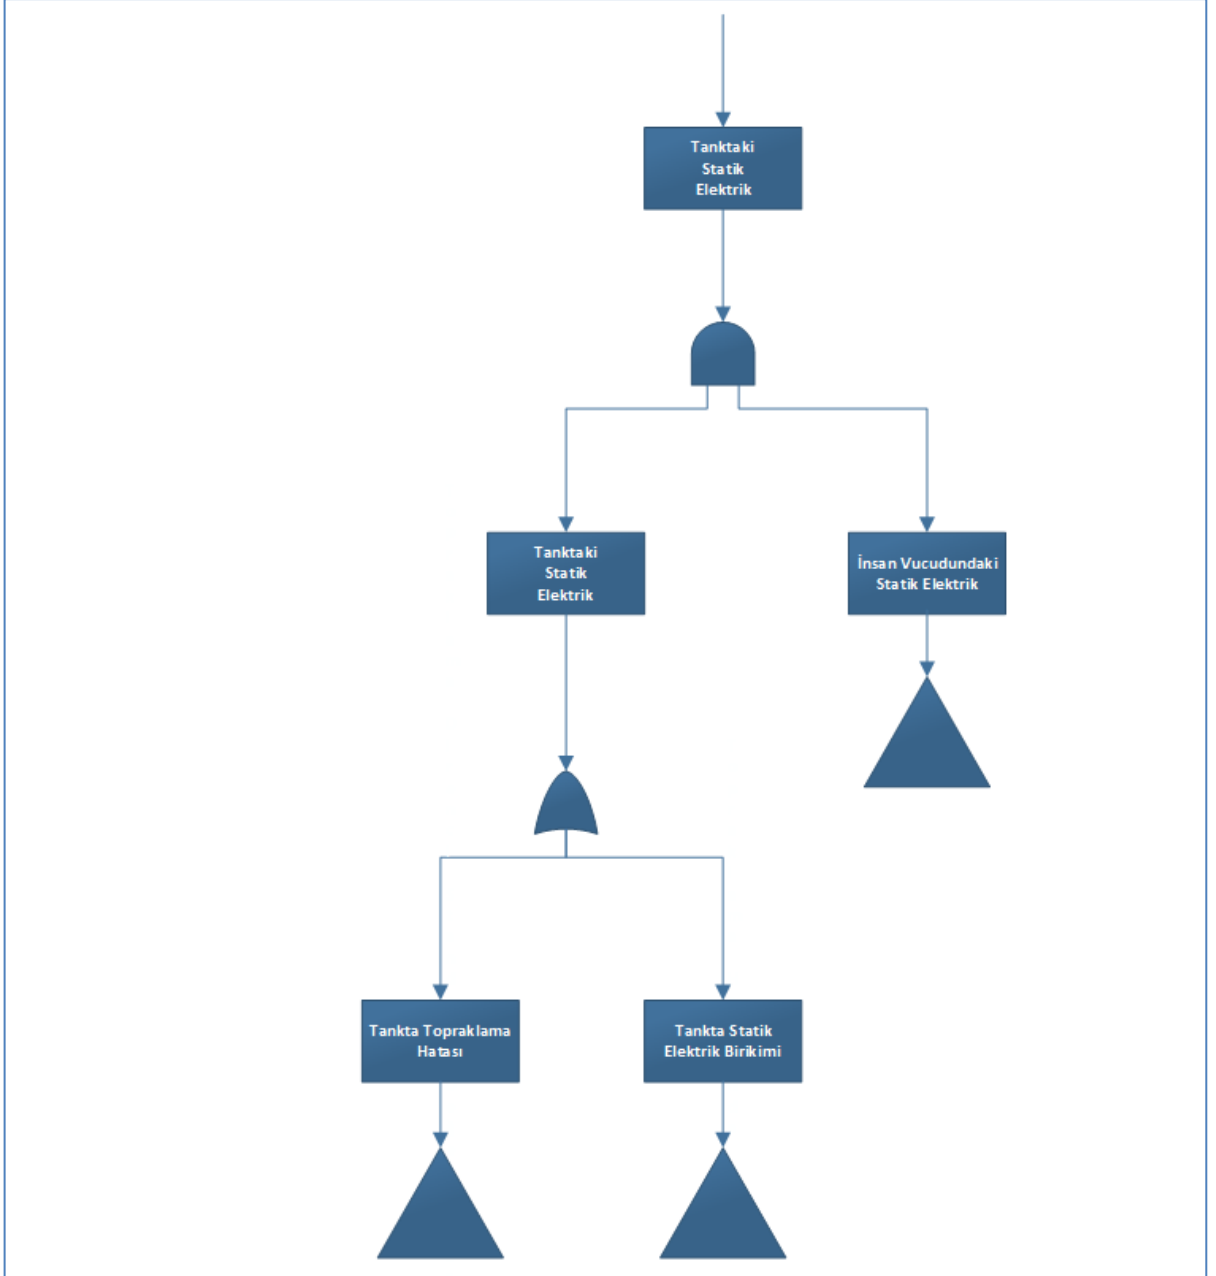 Tanktaki
Statik
Elektrik
Tanktaki
Statik
Elektrik
İnsan Vucudundaki
Statik Elektrik
Tankta Topraklama
Hatası
Tankta Statik
Elektrik Birikimi